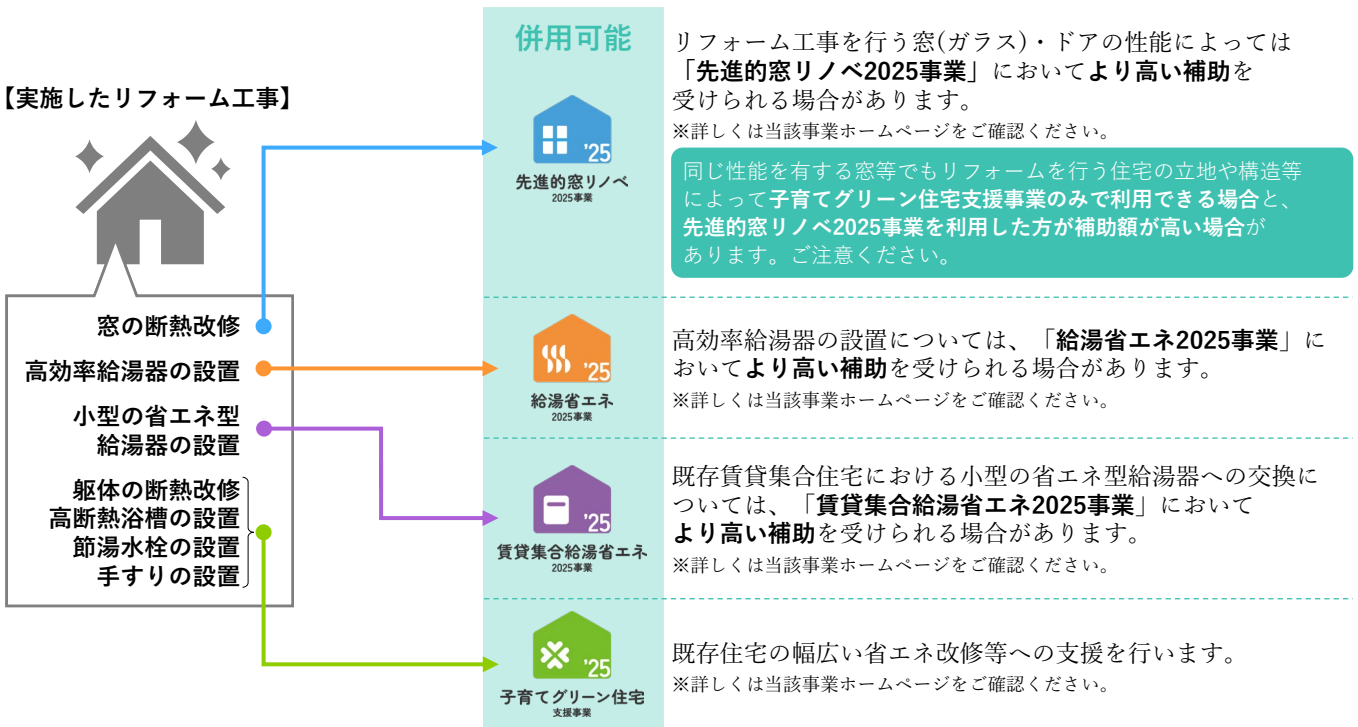 【実施したリフォーム工事】
窓の断熱改修
高効率給湯器の設置
小型の省エネ型
給湯器の設置
躯体の断熱改修
高断熱浴槽の設置
節湯水栓の設置
手すりの設置
併用可能
'25
先進的窓リノベ
2025事業
リフォーム工事を行う窓(ガラス)・ドアの性能によっては
「先進的窓リノベ2025事業」においてより高い補助を
受けられる場合があります。
※詳しくは当該事業ホームページをご確認ください。
同じ性能を有する窓等でもリフォームを行う住宅の立地や構造等
によって子育てグリーン住宅支援事業のみで利用できる場合と、
先進的窓リノベ2025事業を利用した方が補助額が高い場合が
あります。ご注意ください。
'25
給湯省エネ
2025事業
高効率給湯器の設置については、「給湯省エネ2025事業」に
おいてより高い補助を受けられる場合があります。
※詳しくは当該事業ホームページをご確認ください。
'25
賃貸集合給湯省エネ
2025事業
既存賃貸集合住宅における小型の省エネ型給湯器への交換に
ついては、「賃貸集合給湯省エネ2025事業」において
より高い補助を受けられる場合があります。
※詳しくは当該事業ホームページをご確認ください。
'25
子育てグリーン住宅
支援事業
既存住宅の幅広い省エネ改修等への支援を行います。
※詳しくは当該事業ホームページをご確認ください。